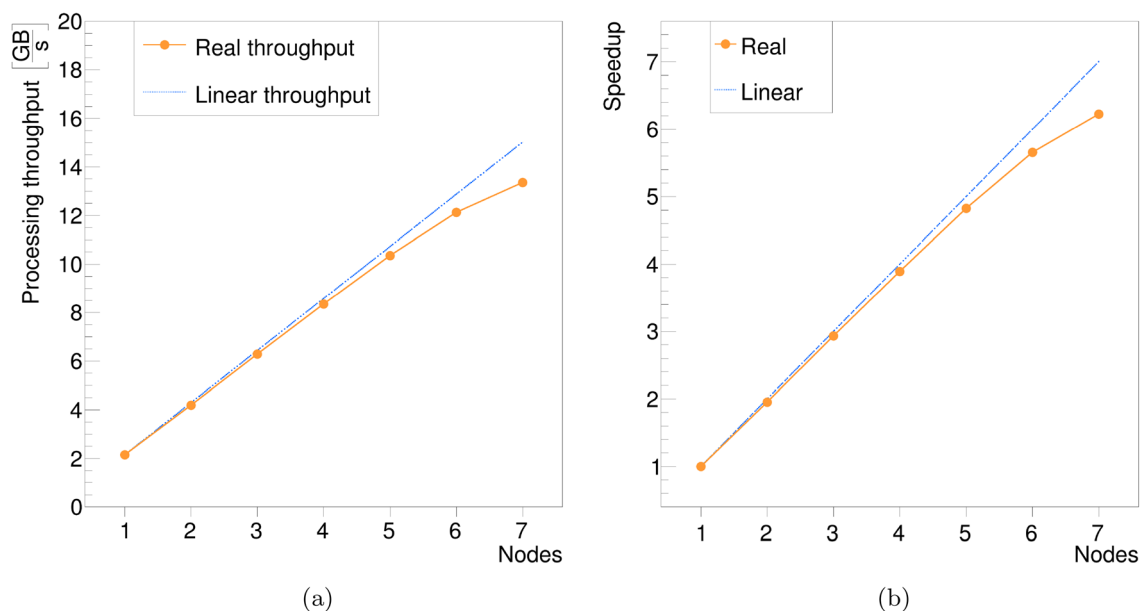 Processing throughput [GB/s]
20
18
16
14
12
10
8
6
4
2
0
Real throughput
Linear throughput
1 2 3 4 5 6 7
Nodes
(a)
Speedup
7
6
5
4
3
2
1
Real
Linear
1 2 3 4 5 6 7
Nodes
(b)